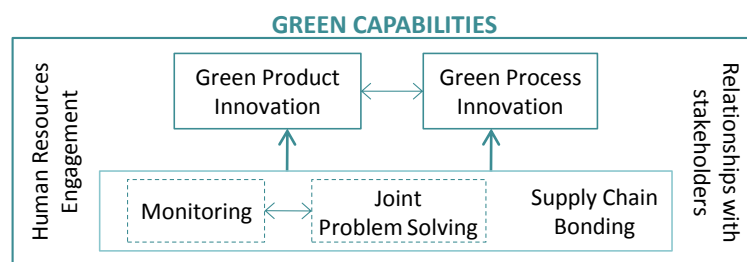 GREEN CAPABILITIES
Human Resources
Engagement
Green Product
Innovation
Green Process
Innovation
Relationships with
stakeholders
Monitoring
Joint
Problem Solving
Supply Chain
Bonding